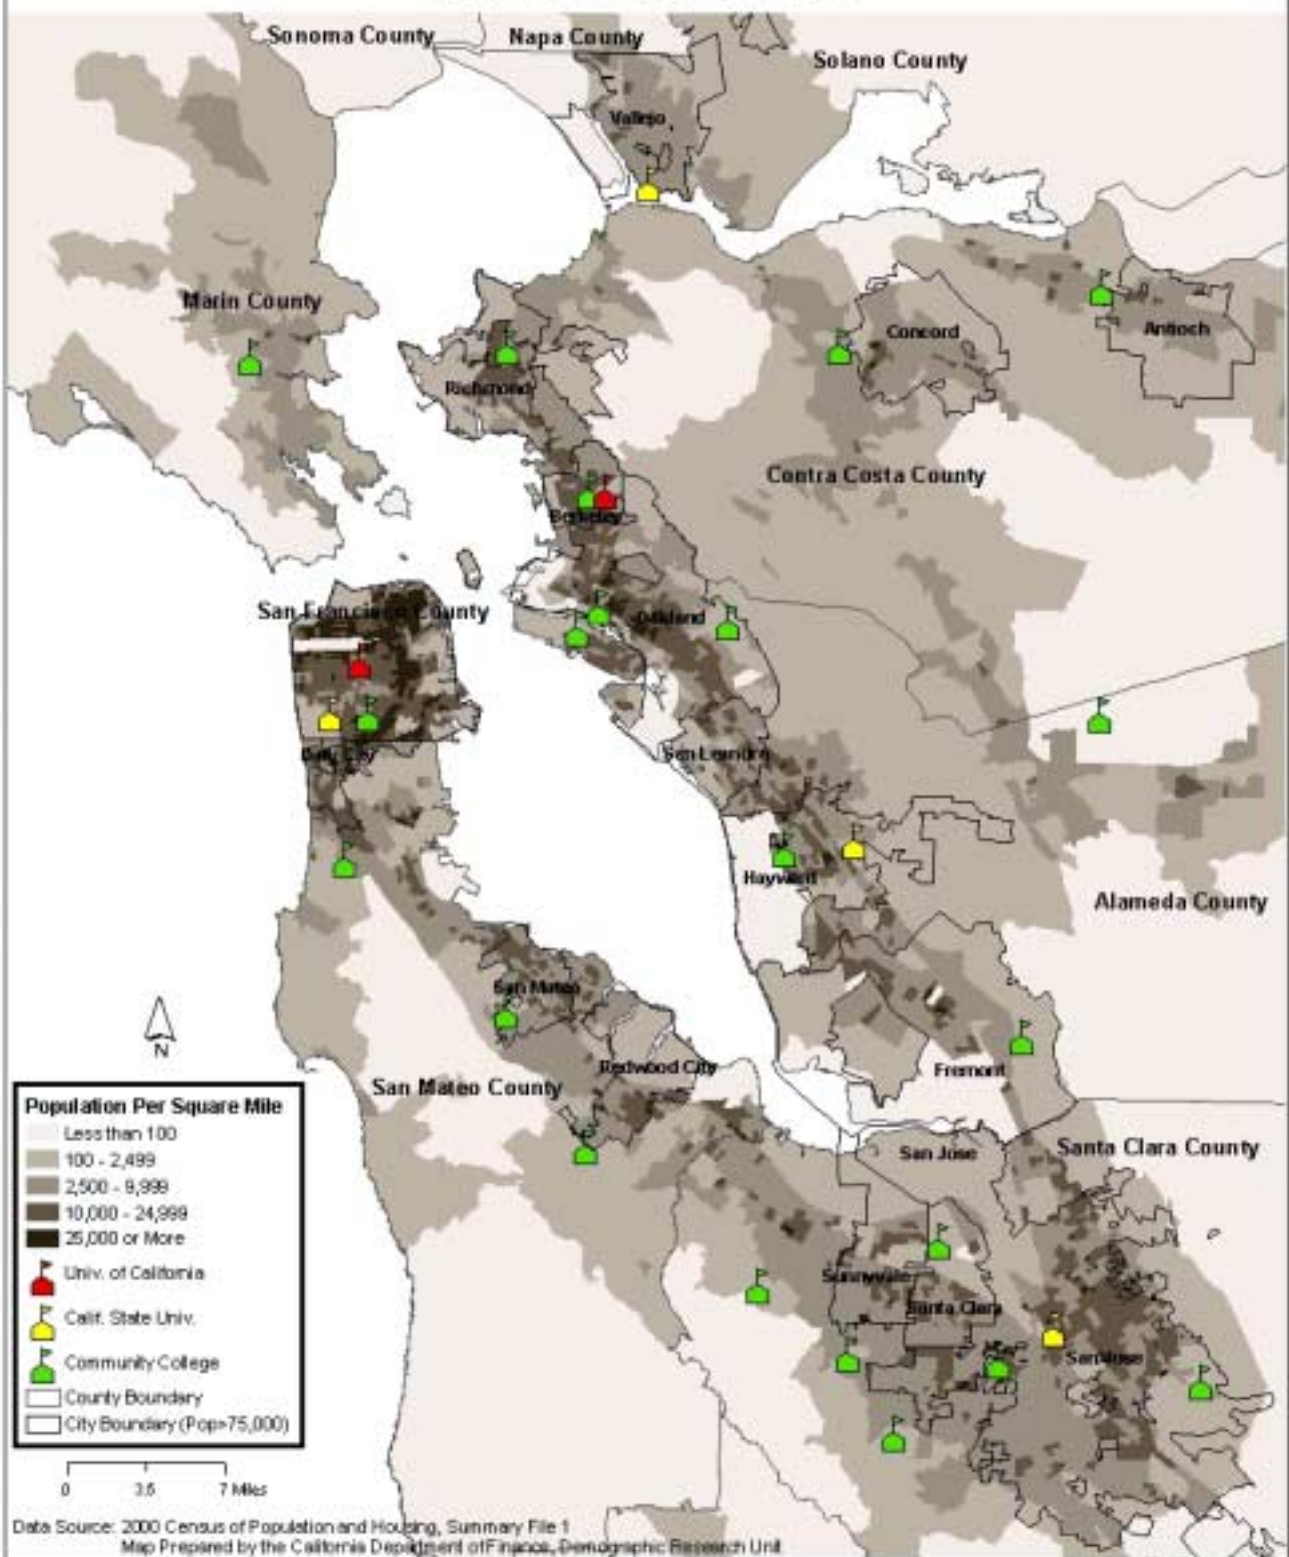 Sonoma County
Napa County
Solano County
Vallejo
Marin County
Concord
Antioch
Richmond
Contra Costa County
Berkeley
San Francisco County
Oakland
Daly City
San Leandro
Hayward
Alameda County
San Mateo
N
Redwood City
Fremont
San Mateo County
San Jose
Santa Clara County
Sunnyvale
Santa Clara
San Jose
Population Per Square Mile
Less than 100
100 - 2,499
2,500 - 9,999
10,000 - 24,999
25,000 or More
Univ. of California
Calif. State Univ.
Community College
County Boundary
City Boundary (Pop>75,000)
0 3.5 7 Miles
Data Source: 2000 Census of Population and Housing, Summary File 1
Map Prepared by the California Department of Finance, Demographic Research Unit